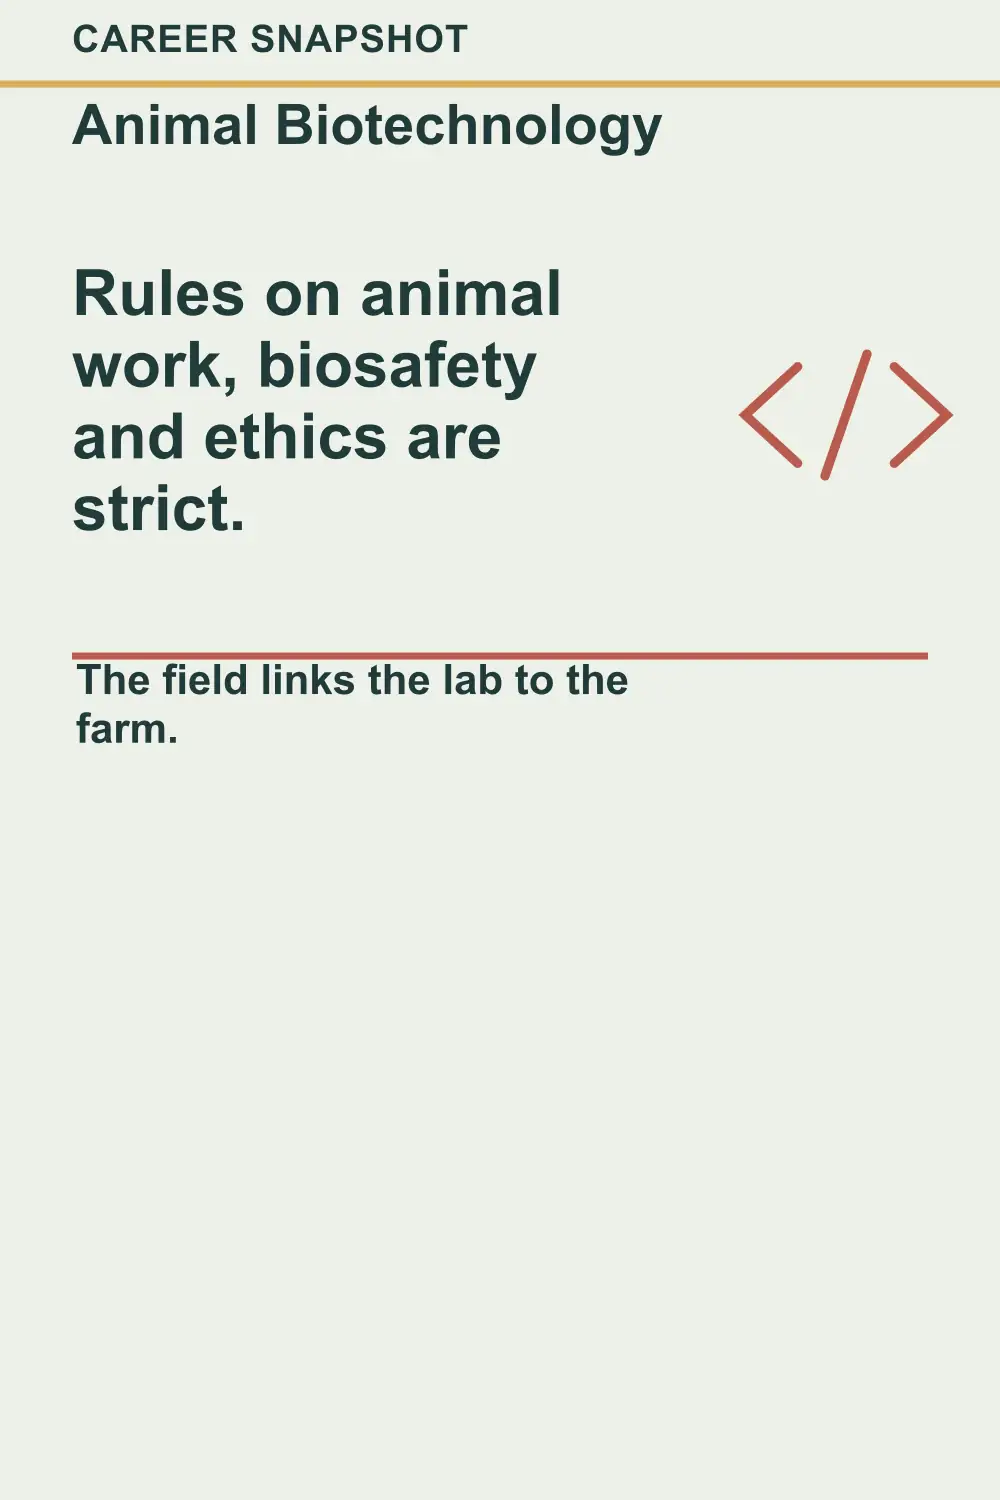 CAREER SNAPSHOT
Animal Biotechnology
Rules on animal
work, biosafety
and ethics are
strict.
The field links the lab to the
farm.